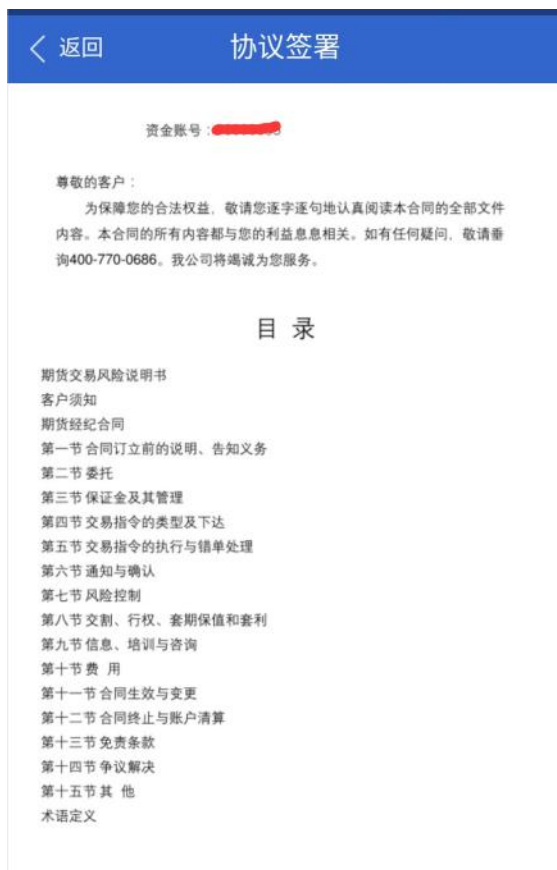 返回
协议签署
资金账号：
尊敬的客户：
为保障您的合法权益、敬请您逐字逐句地认真阅读本合同的全部文件
内容。本合同的所有内容都与您的利益息息相关。如有任何疑问，敬请垂
询400-770-0686。我公司将竭诚为您服务。
目 录
期货交易风险说明书
客户须知
期货经纪合同
第一节 合同订立前的说明、告知义务
第二节 委托
第三节 保证金及其管理
第四节 交易指令的类型及下达
第五节 交易指令的执行与错单处理
第六节 通知与确认
第七节 风险控制
第八节 交割、行权、套期保值和套利
第九节 信息、培训与咨询
第十节 费 用
第十一节 合同生效与变更
第十二节 合同终止与账户清算
第十三节 免责条款
第十四节 争议解决
第十五节 其 他
术语定义